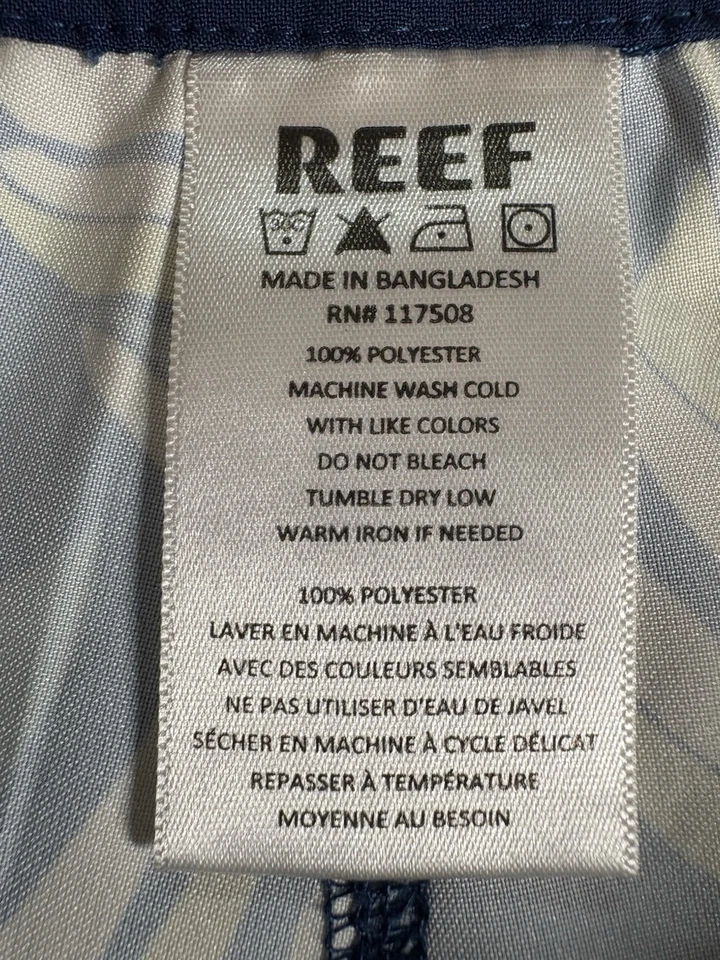 REEF
30C
MADE IN BANGLADESH
RN# 117508
100% POLYESTER
MACHINE WASH COLD
WITH LIKE COLORS
DO NOT BLEACH
TUMBLE DRY LOW
WARM IRON IF NEEDED
100% POLYESTER
LAVER EN MACHINE À L'EAU FROIDE
AVEC DES COULEURS SEMBLABLES
NE PAS UTILISER D'EAU DE JAVEL
SÉCHER EN MACHINE À CYCLE DÉLICAT
REPASSER À TEMPÉRATURE
MOYENNE AU BESOIN